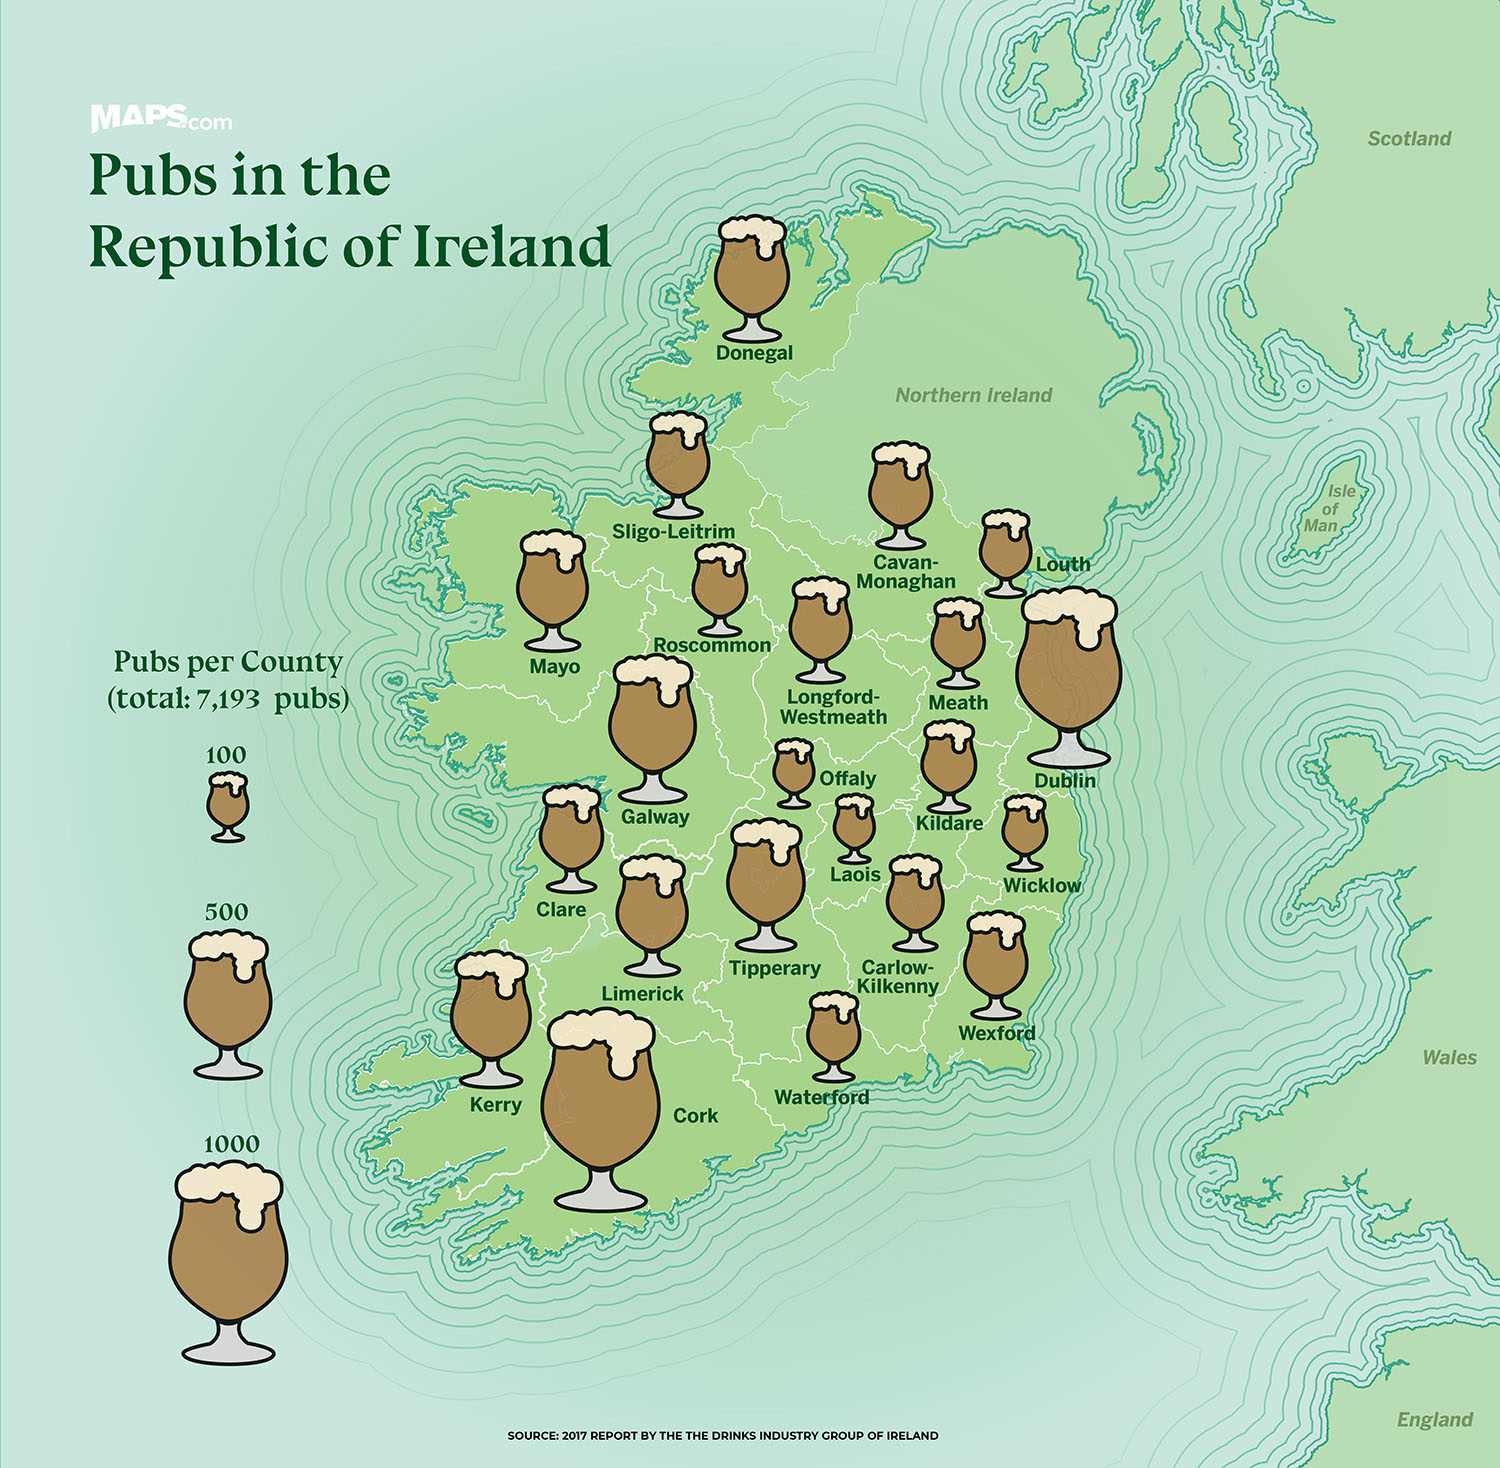 MAPS.com
Pubs in the
Republic of Ireland
Scotland
Donegal
Northern Ireland
Isle
of
Man
Sligo-Leitrim
Cavan-
Monaghan
Louth
Mayo
Roscommon
Longford-
Westmeath
Meath
Dublin
Pubs per County
(total: 7,193 pubs)
100
500
1000
Galway
Offaly
Kildare
Laois
Wicklow
Clare
Limerick
Tipperary
Carlow-
Kilkenny
Wexford
Kerry
Cork
Waterford
Wales
England
SOURCE: 2017 REPORT BY THE THE DRINKS INDUSTRY GROUP OF IRELAND